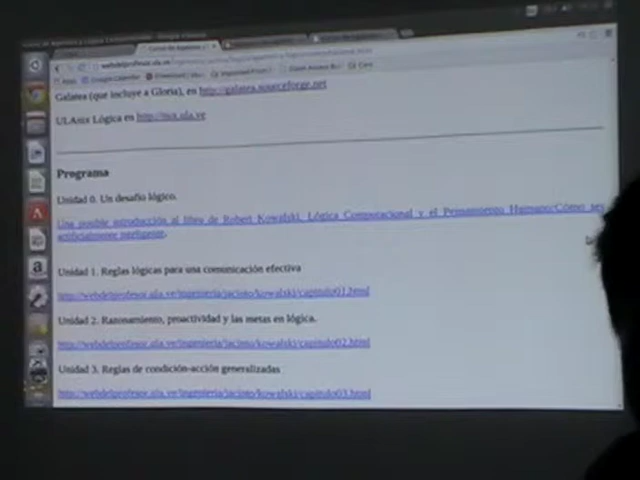 Galatea (que incluye a Gloria), en http://galatea.sourceforge.net
ULAnix Lógica en
Programa
Unidad 0. Un desafío lógico.
Una posible introducción al libro de Robert Kowalski, Lógica Computacional y el Pensamiento Humano/Cómo ser
artificialmente inteligente.
Unidad 1. Reglas lógicas para una comunicación efectiva
http://webdelprofesor.ula.ve/ingenieria/jacinto/kowalski/capitulo01.html
Unidad 2. Razonamiento, proactividad y las metas en lógica.
http://webdelprofesor.ula.ve/ingenieria/jacinto/kowalski/capitulo02.html
Unidad 3. Reglas de condición-acción generalizadas
http://webdelprofesor.ula.ve/ingenieria/jacinto/kowalski/capitulo03.html